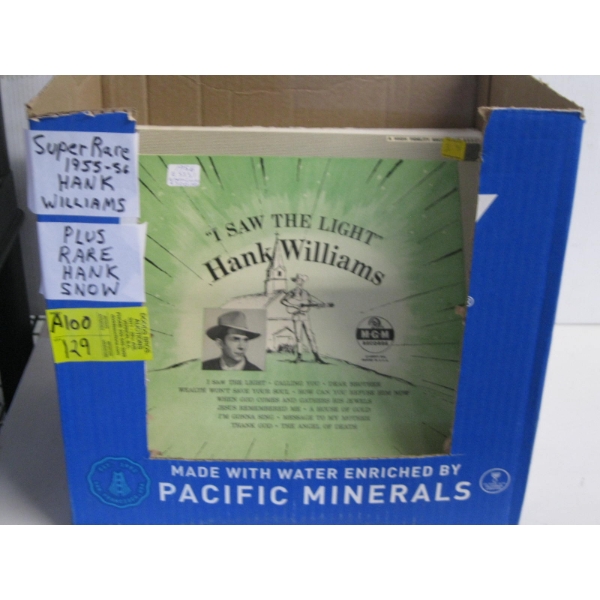 Super Rare
1955-56
HANK
WILLIAMS
PLUS
RARE
HANK
SNOW
A100
129
"I SAW THE LIGHT"
Hank Williams
M-G-M
RECORDS
I SAW THE LIGHT • CALLING YOU • DEAR BROTHER
WEALTH WON'T SAVE YOUR SOUL • HOW CAN YOU REFUSE HIM NOW
WHEN GOD COMES AND GATHERS HIS JEWELS
JESUS REMEMBERED ME • A HOUSE OF GOLD
I'M GONNA SING • MESSAGE TO MY MOTHER
THANK GOD • THE ANGEL OF DEATH
MADE WITH WATER ENRICHED BY
PACIFIC MINERALS